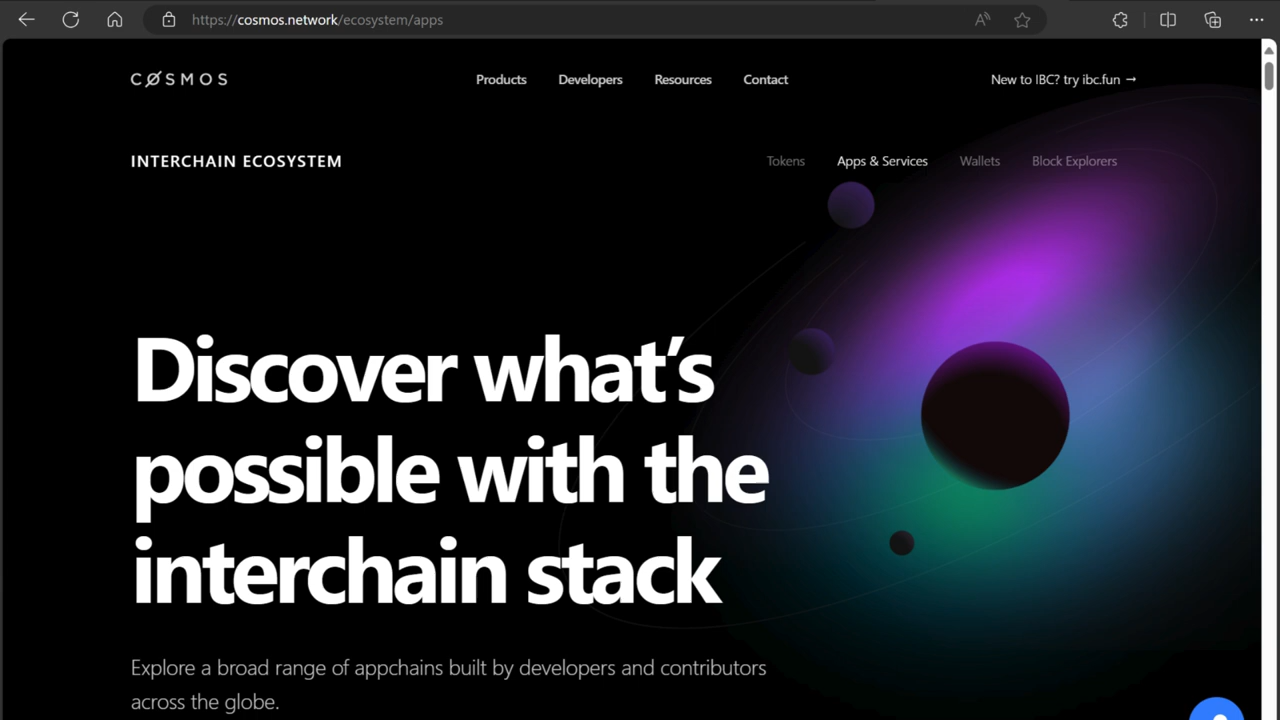 https://cosmos.network/ecosystem/apps
CØSMOS
Products Developers Resources Contact
New to IBC? try ibc.fun →
INTERCHAIN ECOSYSTEM
Tokens Apps & Services Wallets Block Explorers
Discover what’s
possible with the
interchain stack
Explore a broad range of appchains built by developers and contributors
across the globe.